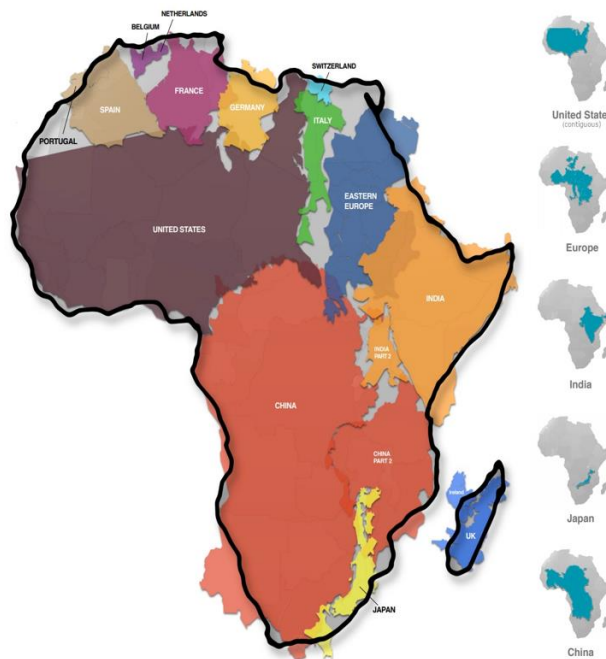 NETHERLANDS
BELGIUM
SWITZERLAND
FRANCE
SPAIN
GERMANY
ITALY
PORTUGAL
EASTERN
EUROPE
UNITED STATES
INDIA
INDIA
PART 2
CHINA
CHINA
PART 2
Ireland
UK
JAPAN
United State
(contiguous)
Europe
India
Japan
China